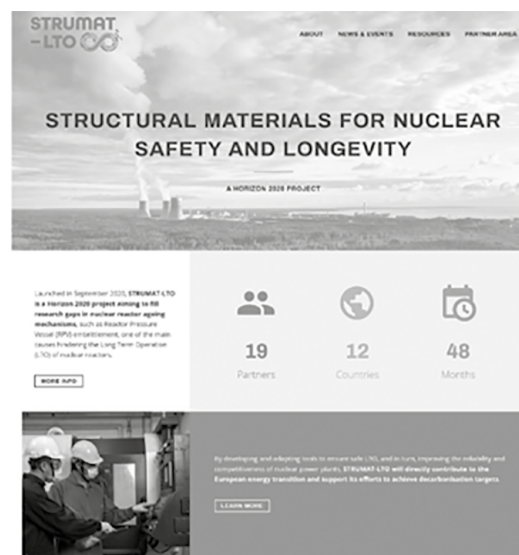 STRUMAT
-LTO
ABOUT NEWS & EVENTS RESOURCES PARTNER AREA
STRUCTURAL MATERIALS FOR NUCLEAR
SAFETY AND LONGEVITY
A HORIZON 2020 PROJECT
Launched in September 2020, STRUMAT-LTO
is a Horizon 2020 project aiming to fill
research gaps in nuclear reactor ageing
mechanisms, such as Reactor Pressure
Vessel (RPV) embrittlement, one of the main
causes hindering the Long Term Operation
(LTO) of nuclear reactors.
MORE INFO
19 12 48
Partners Countries Months
By developing and adapting tools to ensure safe LTO, and in turn, improving the reliability and
competitiveness of nuclear power plants, STRUMAT-LTO will directly contribute to the
European energy transition and support its efforts to achieve decarbonisation targets
LEARN MORE